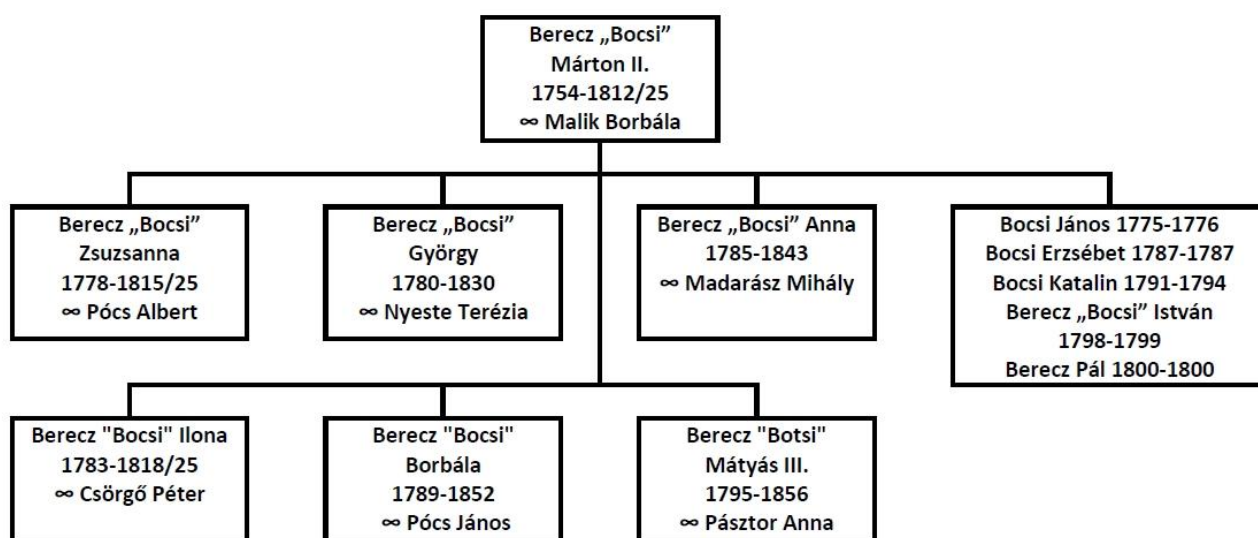 Berecz „Bocsi”
Márton II.
1754-1812/25
∞ Malik Borbála
Berecz „Bocsi”
Zsuzsanna
1778-1815/25
∞ Pócs Albert
Berecz „Bocsi”
György
1780-1830
∞ Nyeste Terézia
Berecz „Bocsi” Anna
1785-1843
∞ Madarász Mihály
Bocsi János 1775-1776
Bocsi Erzsébet 1787-1787
Bocsi Katalin 1791-1794
Berecz „Bocsi” István
1798-1799
Berecz Pál 1800-1800
Berecz "Bocsi" Ilona
1783-1818/25
∞ Csörgő Péter
Berecz "Bocsi"
Borbála
1789-1852
∞ Pócs János
Berecz "Botsi"
Mátyás III.
1795-1856
∞ Pásztor Anna